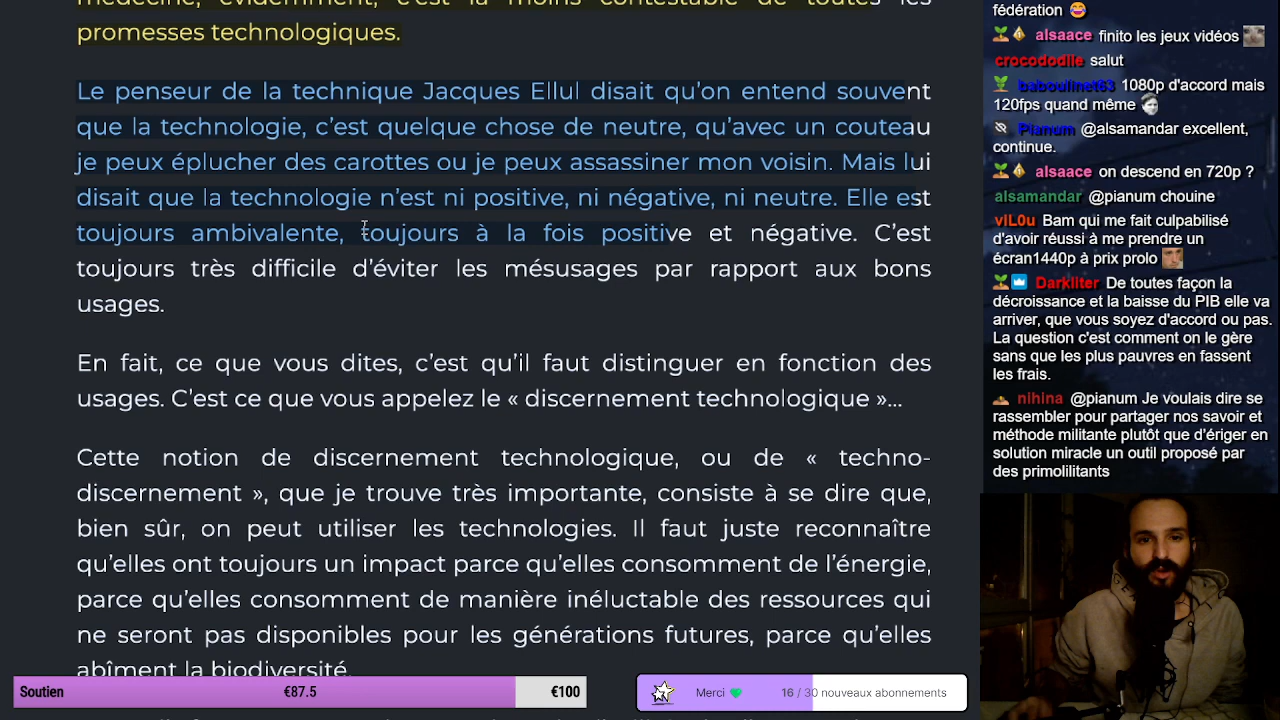 médecine, évidemment, c'est la moins contestable de toutes les
promesses technologiques.
Le penseur de la technique Jacques Ellul disait qu'on entend souvent
que la technologie, c'est quelque chose de neutre, qu'avec un couteau
je peux éplucher des carottes ou je peux assassiner mon voisin. Mais lui
disait que la technologie n'est ni positive, ni négative, ni neutre. Elle est
toujours ambivalente, toujours à la fois positive et négative. C'est
toujours très difficile d'éviter les mésusages par rapport aux bons
usages.
En fait, ce que vous dites, c'est qu'il faut distinguer en fonction des
usages. C'est ce que vous appelez le « discernement technologique »...
Cette notion de discernement technologique, ou de « techno-
discernement », que je trouve très importante, consiste à se dire que,
bien sûr, on peut utiliser les technologies. Il faut juste reconnaître
qu'elles ont toujours un impact parce qu'elles consomment de l'énergie,
parce qu'elles consomment de manière inéluctable des ressources qui
ne seront pas disponibles pour les générations futures, parce qu'elles
abîment la biodiversité.
Soutien €87.5 €100
Merci 16 / 30 nouveaux abonnements
fédération
alsaace finito les jeux vidéos
crocododile salut
baboulinet63 1080p d'accord mais
120fps quand même
Pianum @alsamandar excellent,
continue.
alsaace on descend en 720p ?
alsamandar @pianum chouine
vIL0u Bam qui me fait culpabilisé
d'avoir réussi à me prendre un
écran1440p à prix prolo
Darkliter De toutes façon la
décroissance et la baisse du PIB elle va
arriver, que vous soyez d'accord ou pas.
La question c'est comment on le gère
sans que les plus pauvres en fassent
les frais.
nihina @pianum Je voulais dire se
rassembler pour partager nos savoir et
méthode militante plutôt que d'ériger en
solution miracle un outil proposé par
des primolilitants